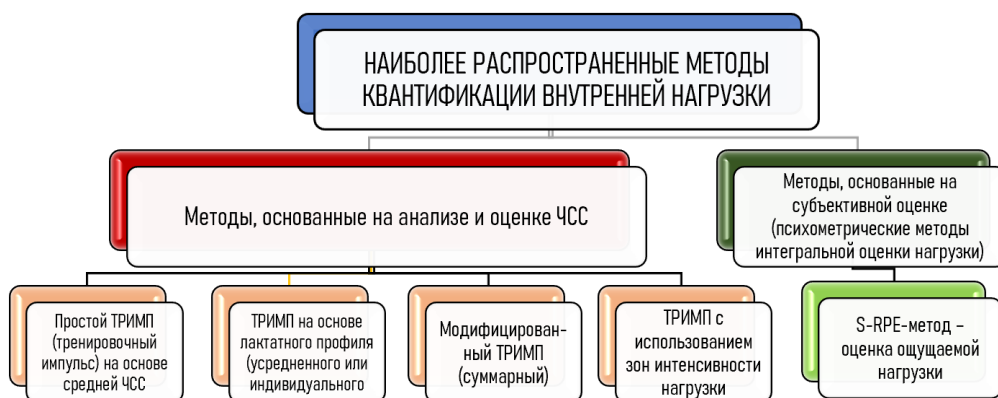 НАИБОЛЕЕ РАСПРОСТРАНЕННЫЕ МЕТОДЫ
КВАНТИФИКАЦИИ ВНУТРЕННЕЙ НАГРУЗКИ
Методы, основанные на анализе и оценке ЧСС
Методы, основанные на
субъективной оценке
(психометрические методы
интегральной оценки нагрузки)
Простой ТРИМП
(тренировочный
импульс) на основе
средней ЧСС
ТРИМП на основе
лактатного профиля
(усредненного или
индивидуального
Модифицирован-
ный ТРИМП
(суммарный)
ТРИМП с
использованием
зон интенсивности
нагрузки
S-RPE-метод –
оценка ощущаемой
нагрузки